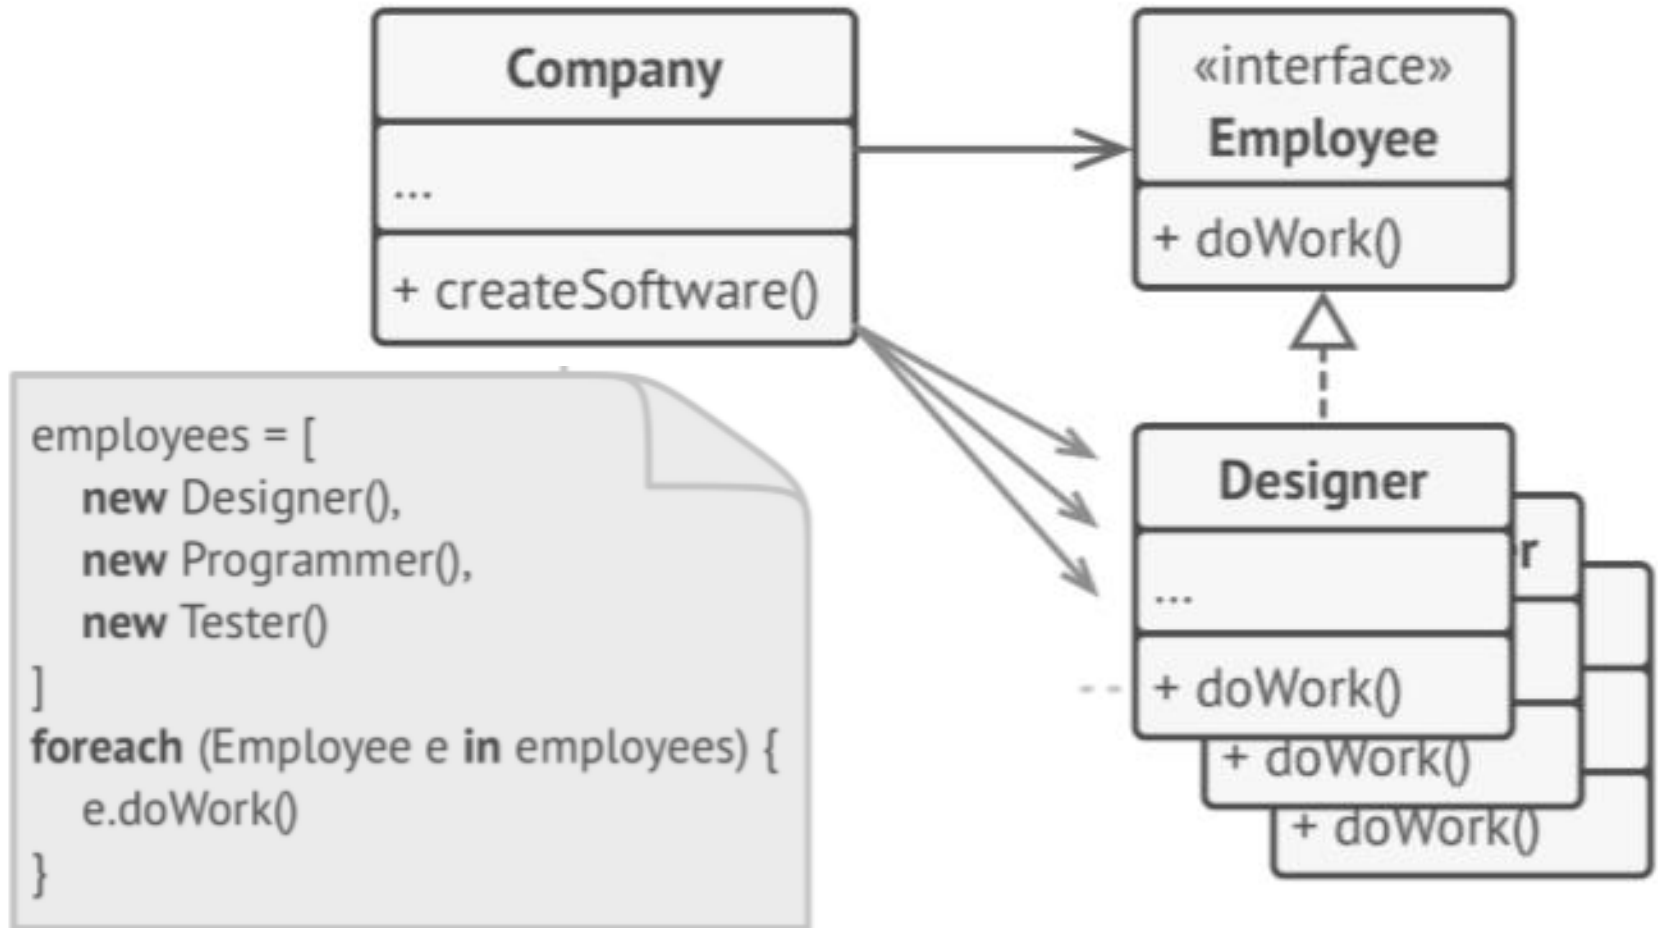 Company
...
+ createSoftware()
«interface»
Employee
+ doWork()
employees = [
new Designer(),
new Programmer(),
new Tester()
]
foreach (Employee e in employees) {
e.doWork()
}
Designer
...
+ doWork()
r
+ doWork()
+ doWork()